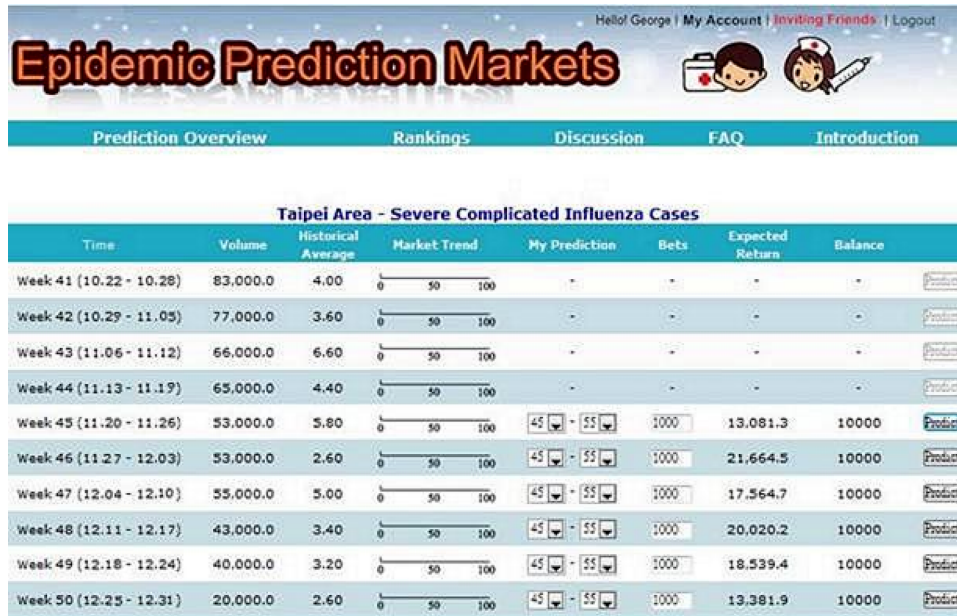 Hello! George | My Account | Inviting Friends | Logout
Epidemic Prediction Markets
Prediction Overview Rankings Discussion FAQ Introduction
Taipei Area - Severe Complicated Influenza Cases
Time Volume Historical Average Market Trend My Prediction Bets Expected Return Balance
Week 41 (10.22 - 10.28) 83,000.0 4.00 0 50 100 - - - - Predict
Week 42 (10.29 - 11.05) 77,000.0 3.60 0 50 100 - - - - Predict
Week 43 (11.06 - 11.12) 66,000.0 6.60 0 50 100 - - - - Predict
Week 44 (11.13 - 11.19) 65,000.0 4.40 0 50 100 - - - - Predict
Week 45 (11.20 - 11.26) 53,000.0 5.80 0 50 100 45 - 55 1000 13,081.3 10000 Predict
Week 46 (11.27 - 12.03) 53,000.0 2.60 0 50 100 45 - 55 1000 21,664.5 10000 Predict
Week 47 (12.04 - 12.10) 55,000.0 5.00 0 50 100 45 - 55 1000 17,564.7 10000 Predict
Week 48 (12.11 - 12.17) 43,000.0 3.40 0 50 100 45 - 55 1000 20,020.2 10000 Predict
Week 49 (12.18 - 12.24) 40,000.0 3.20 0 50 100 45 - 55 1000 18,539.4 10000 Predict
Week 50 (12.25 - 12.31) 20,000.0 2.60 0 50 100 45 - 55 1000 13,381.9 10000 Predict